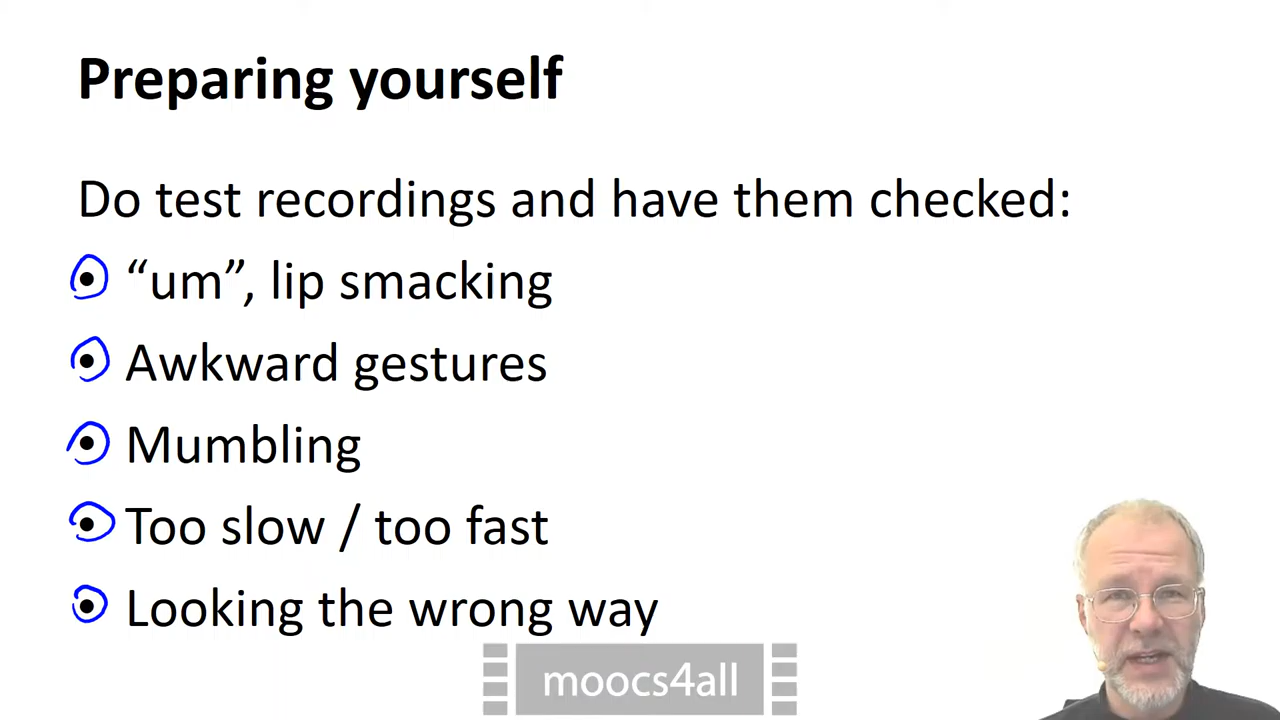 Preparing yourself
Do test recordings and have them checked:
• “um”, lip smacking
• Awkward gestures
• Mumbling
• Too slow / too fast
• Looking the wrong way
moocs4all